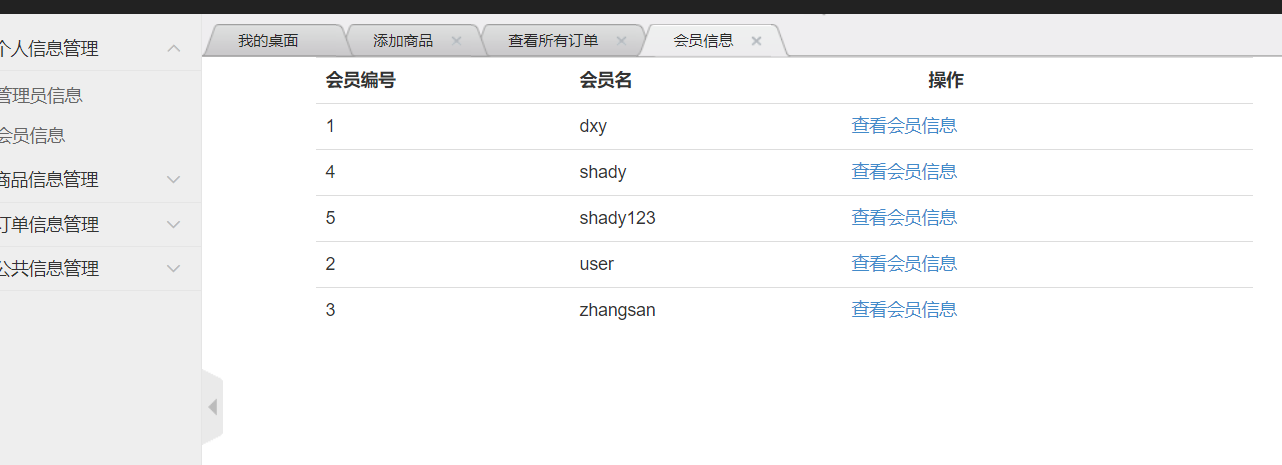 我的桌面 添加商品 查看所有订单 会员信息
个人信息管理
管理员信息
会员信息
商品信息管理
订单信息管理
公共信息管理
会员编号 会员名 操作
1 dxy 查看会员信息
4 shady 查看会员信息
5 shady123 查看会员信息
2 user 查看会员信息
3 zhangsan 查看会员信息